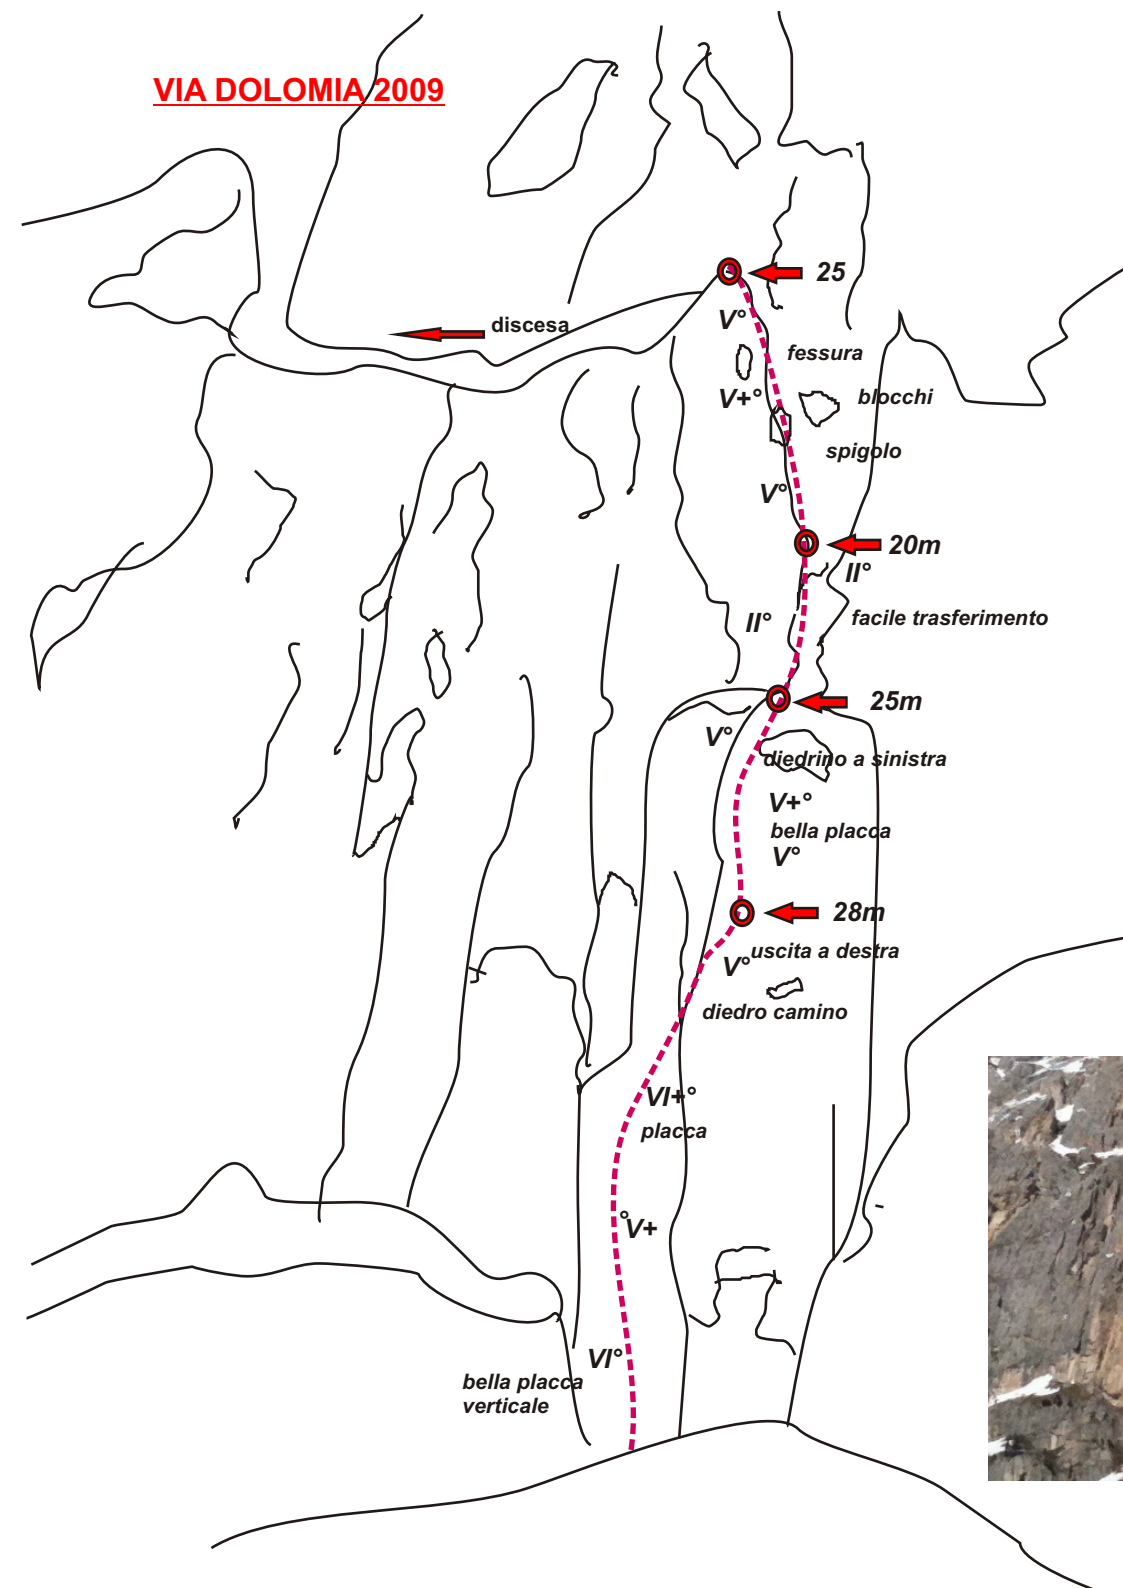 VIA DOLOMIA 2009
25
discesa
V°
fessura
V+°
blocchi
spigolo
V°
20m
II°
II°
facile trasferimento
25m
V°
diedrino a sinistra
V+°
bella placca
V°
28m
uscita a destra
V°
diedro camino
VI+°
placca
°V+
VI°
bella placca
verticale